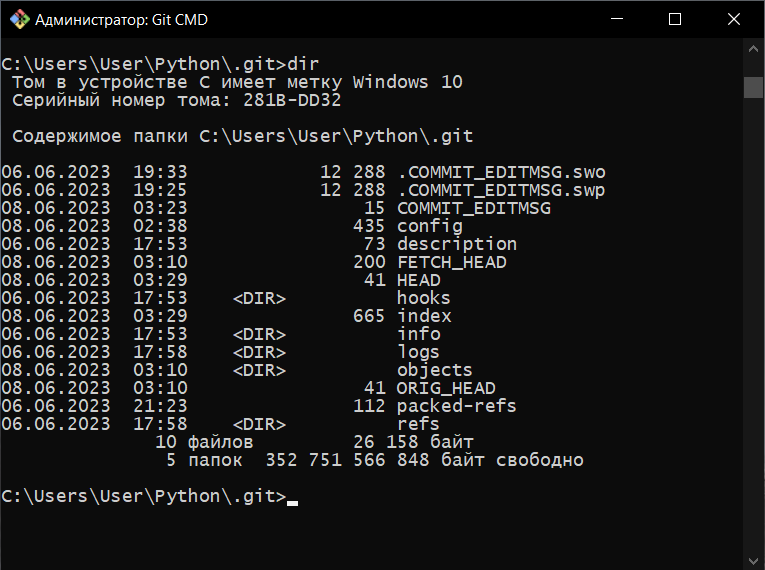 Администратор: Git CMD
C:\Users\User\Python\.git>dir
Том в устройстве C имеет метку Windows 10
Серийный номер тома: 281B-DD32
Содержимое папки C:\Users\User\Python\.git
06.06.2023  19:33            12 288 .COMMIT_EDITMSG.swo
06.06.2023  19:25            12 288 .COMMIT_EDITMSG.swp
08.06.2023  03:23                15 COMMIT_EDITMSG
08.06.2023  02:38               435 config
06.06.2023  17:53                73 description
08.06.2023  03:10               200 FETCH_HEAD
08.06.2023  03:29                41 HEAD
06.06.2023  17:53    <DIR>          hooks
08.06.2023  03:29               665 index
06.06.2023  17:53    <DIR>          info
06.06.2023  17:58    <DIR>          logs
08.06.2023  03:10    <DIR>          objects
08.06.2023  03:10                41 ORIG_HEAD
06.06.2023  21:23               112 packed-refs
06.06.2023  17:58    <DIR>          refs
10 файлов         26 158 байт
5 папок  352 751 566 848 байт свободно
C:\Users\User\Python\.git>